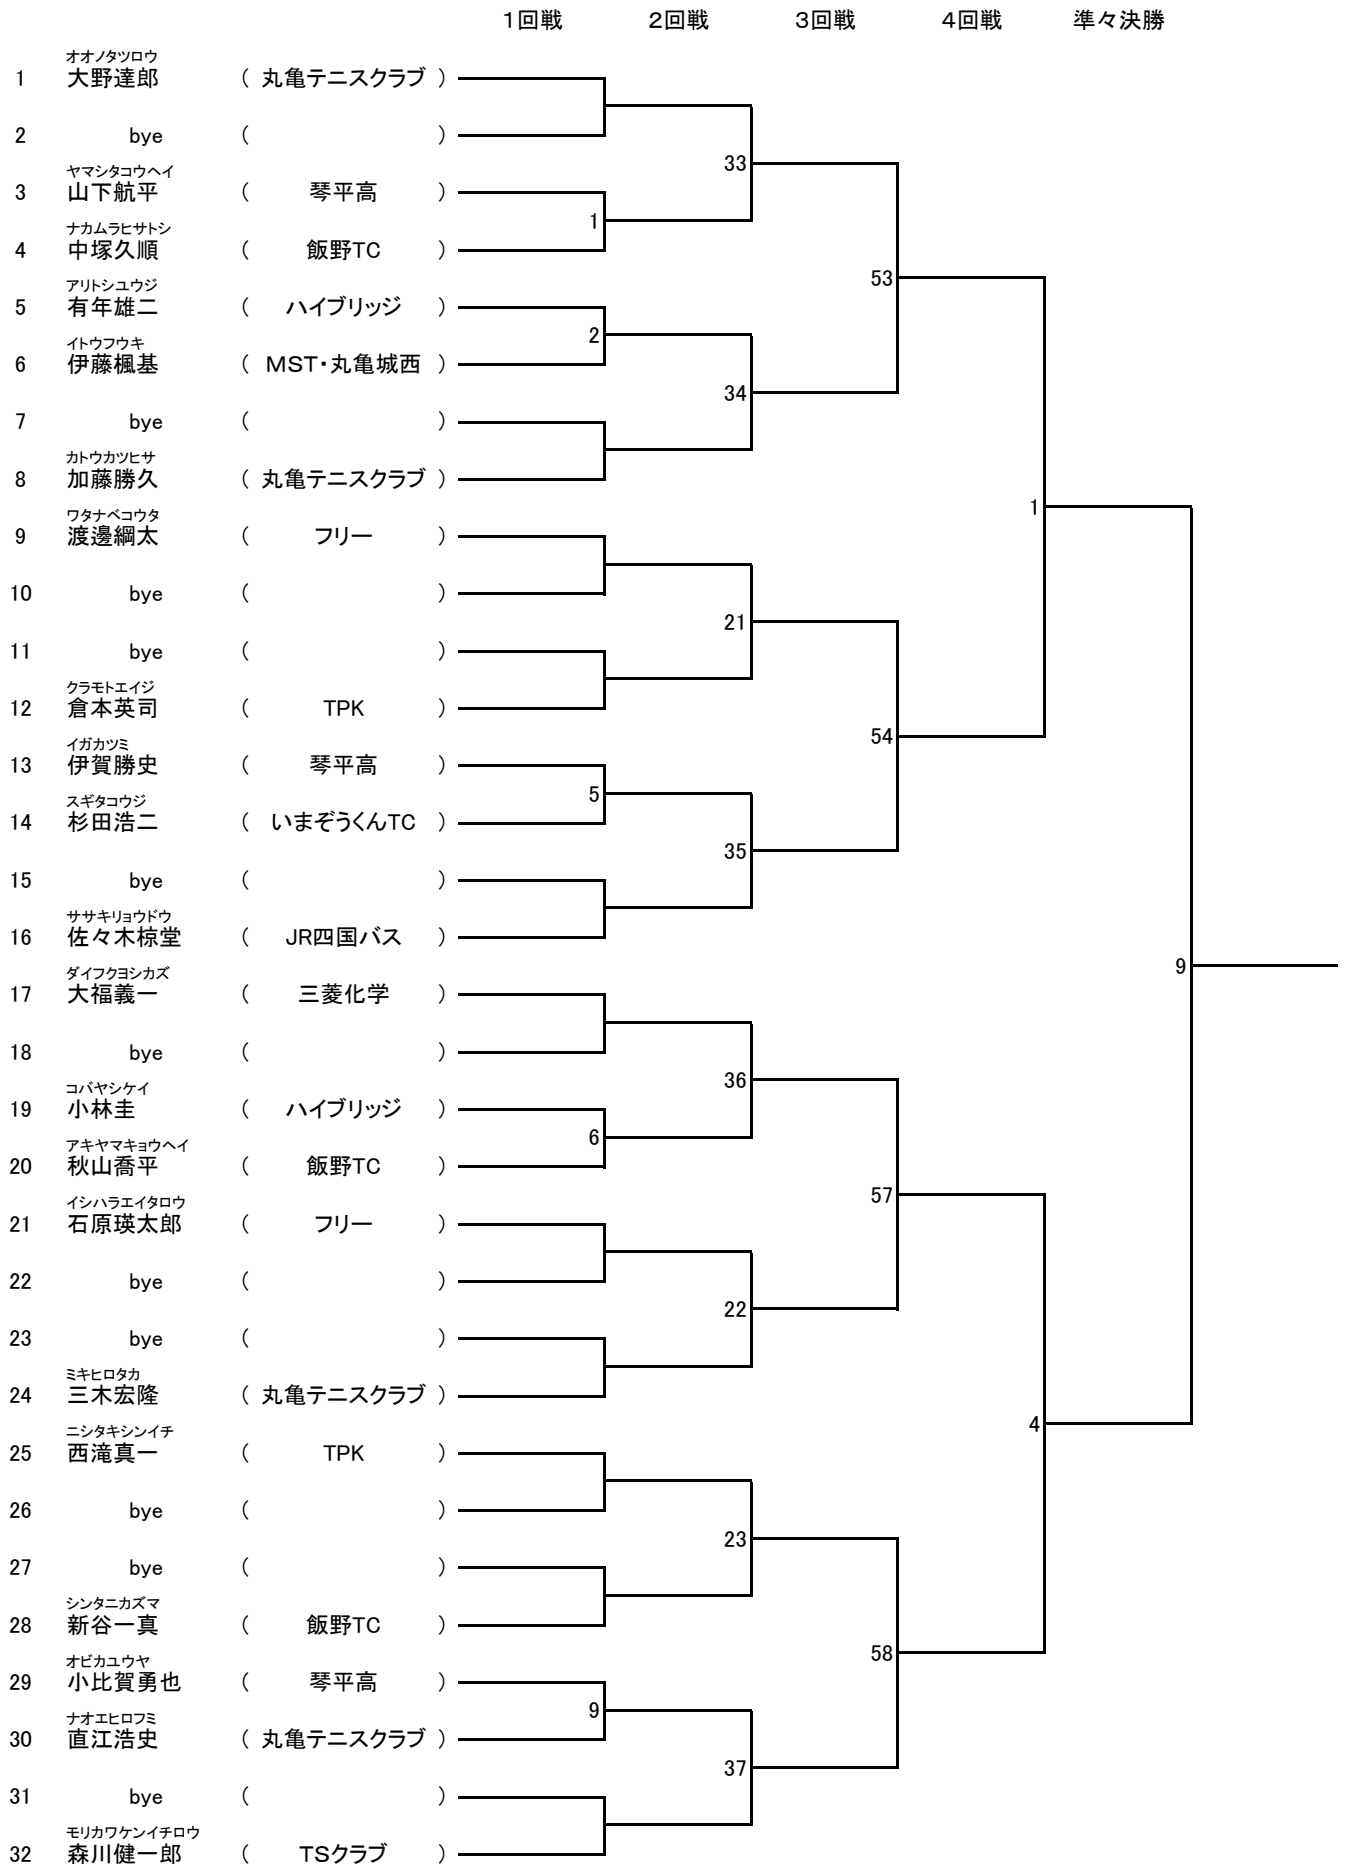 1回戦 2回戦 3回戦 4回戦 準々決勝
オオノタツロウ
1 大野達郎 ( 丸亀テニスクラブ )
2 bye ( )
33
ヤマシタコウヘイ
3 山下航平 ( 琴平高 )
1
ナカムラヒサトシ
4 中塚久順 ( 飯野TC )
53
アリトシユウジ
5 有年雄二 ( ハイブリッジ )
2
イトウフウキ
6 伊藤楓基 ( MST・丸亀城西 )
34
7 bye ( )
カトウカツヒサ
8 加藤勝久 ( 丸亀テニスクラブ )
1
ワタナベコウタ
9 渡邊綱太 ( フリー )
10 bye ( )
21
11 bye ( )
クラモトエイジ
12 倉本英司 ( TPK )
54
イガカツミ
13 伊賀勝史 ( 琴平高 )
5
スギタコウジ
14 杉田浩二 ( いまぞうくんTC )
35
15 bye ( )
ササキリョウドウ
16 佐々木椋堂 ( JR四国バス )
9
ダイフクヨシカズ
17 大福義一 ( 三菱化学 )
18 bye ( )
36
コバヤシケイ
19 小林圭 ( ハイブリッジ )
6
アキヤマキョウヘイ
20 秋山喬平 ( 飯野TC )
57
イシハラエイタロウ
21 石原瑛太郎 ( フリー )
22 bye ( )
22
23 bye ( )
ミキヒロタカ
24 三木宏隆 ( 丸亀テニスクラブ )
4
ニシタキシンイチ
25 西滝真一 ( TPK )
26 bye ( )
23
27 bye ( )
シンタニカズマ
28 新谷一真 ( 飯野TC )
58
オビカユウヤ
29 小比賀勇也 ( 琴平高 )
9
ナオエヒロフミ
30 直江浩史 ( 丸亀テニスクラブ )
37
31 bye ( )
モリカワケンイチロウ
32 森川健一郎 ( TSクラブ )